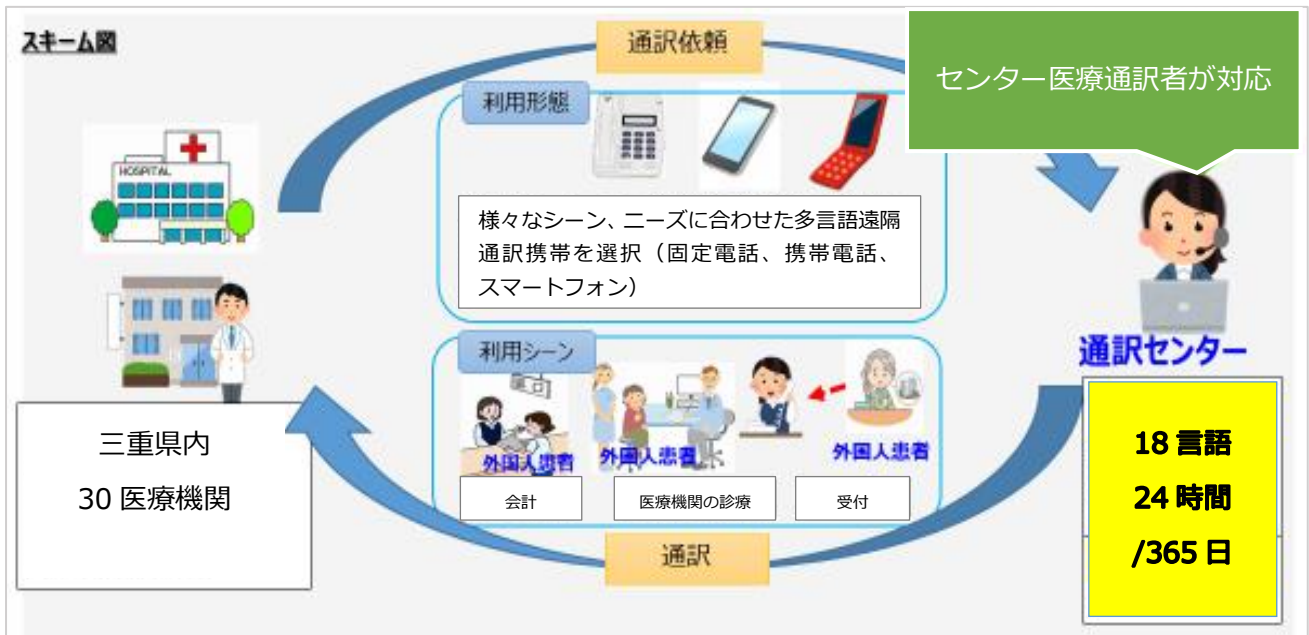 スキーム図
通訳依頼
センター医療通訳者が対応
利用形態
HOSPITAL
様々なシーン、ニーズに合わせた多言語遠隔
通訳携帯を選択（固定電話、携帯電話、
スマートフォン）
通訳センター
利用シーン
外国人患者
外国人患者
外国人患者
会計
医療機関の診療
受付
三重県内
30 医療機関
18 言語
24 時間
/365 日
通訳